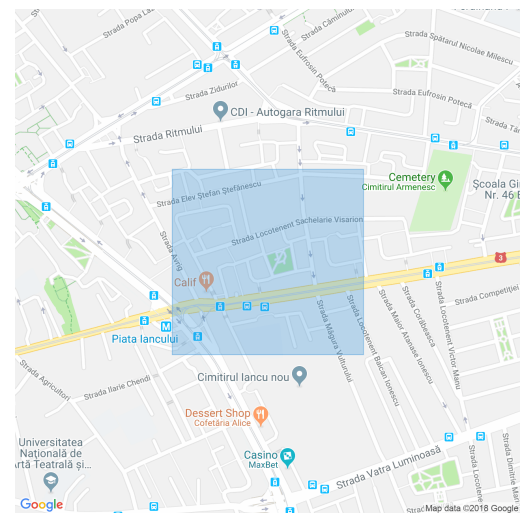 Strada Popa
Strada Căminului
Strada Spătarul Nicolae Milescu
Strada Eufrosin Potecă
Strada Eufrosin Potecă
Strada Zidurilor
CDI - Autogara Ritmului
Strada Ritmului
Cemetery
Cimitirul Armenesc
Școala
Nr. 46
Strada Elev Ștefan Ștefănescu
Strada Locotenent Sachelarie Visarion
Strada Avrig
3
Calif
Strada Competiției
M
Piata Iancului
Strada Măgura Vulturului
Strada Locotenent Baican Ionescu
Strada Maior Atanase Ionescu
Strada Corăbeasca
Strada Locotenent Victor Manu
Strada Agricultori
Strada Ilarie Chendi
Cimitirul Iancu nou
Dessert Shop
Cofetăria Alice
Universitatea
Națională de
Artă Teatrală și...
Casino
MaxBet
Strada Vatra Luminoasă
Strada Dimitrie
Google
Map data ©2018 Google